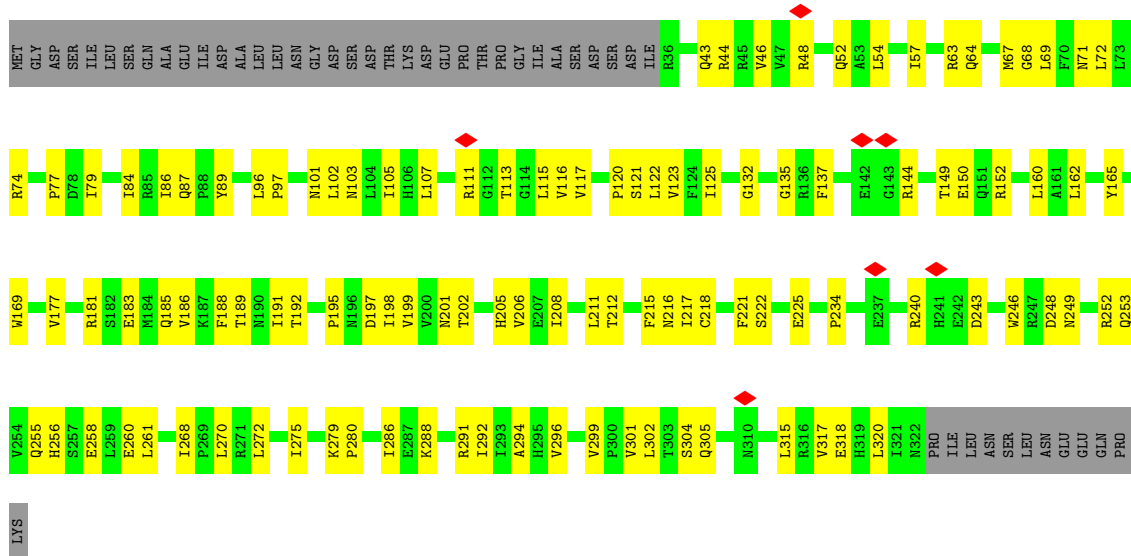 MET GLY ASP SER ILE LEU SER GLN ALA GLU ILE ASP ALA LEU LEU ASN GLY ASP SER ASP THR LYS ASP GLU PRO THR PRO GLY ILE ALA SER ASP SER ASP ILE R36 Q43 R44 R45 V46 V47 R48 Q52 A53 L54 I57 R63 Q64 M67 G68 L69 F70 N71 L72 L73
R74 P77 D78 I79 I84 R85 I86 Q87 P88 Y89 L96 P97 N101 L102 N103 L104 I105 H106 L107 R111 G112 T113 G114 L115 V116 V117 P120 S121 L122 V123 F124 I125 G132 G135 R136 F137 E142 G143 R144 T149 E150 Q151 R152 L160 A161 L162 Y165
W169 V177 R181 S182 E183 M184 Q185 V186 K187 F188 T189 N190 I191 T192 P195 N196 D197 I198 V199 V200 N201 T202 H205 V206 E207 I208 L211 T212 F215 N216 I217 C218 F221 S222 E225 P234 E237 R240 H241 E242 D243 W246 R247 D248 N249 R252 Q253
V254 Q255 H256 S257 E258 L259 E260 L261 I268 P269 L270 R271 L272 I275 K279 P280 I286 E287 K288 R291 I292 I293 A294 H295 V296 V299 P300 V301 L302 T303 S304 Q305 N310 L315 R316 V317 E318 H319 L320 I321 N322 PRO ILE LEU ASN SER LEU ASN GLU GLU GLN PRO
LYS